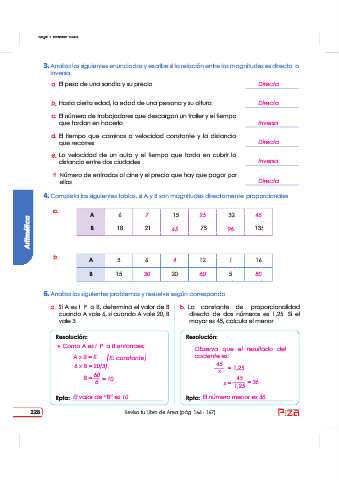 3. Analiza los siguientes enunciados y escribe si la relación entre las magnitudes es directa o
inversa
a. El peso de una sandía y su precio Directa
b. Hasta cierta edad, la edad de una persona y su altura Directa
c. El número de trabajadores que descargan un trailer y el tiempo
que tardan en hacerlo Inversa
d. El tiempo que caminas a velocidad constante y la distancia
que recorres Directa
e. La velocidad de un auto y el tiempo que tarda en cubrir la
distancia entre dos ciudades Inversa
f. Número de entradas al cine y el precio que hay que pagar por
ellas Directa
4. Completa las siguientes tablas, si A y B son magnitudes directamente proporcionales
a.
A 6 7 15 25 32 45
B 18 21 45 75 96 135
b.
A 3 6 4 12 1 16
B 15 30 20 60 5 80
5. Analiza los siguientes problemas y resuelve según corresponda
a. Si A es I P a B, determina el valor de B
cuando A vale 6, si cuando A vale 20, B
vale 3
b. La constante de proporcionalidad
directa de dos números es 1,25 Si el
mayor es 45, calcula el menor
Resolución:
• Como A es I P a B entonces
A x B = K (K: constante)
6 x B = 20(3)
B = 60/6 = 10
Rpta: El valor de "B" es 10
Resolución:
Observa que el resultado del
cociente es:
45/x = 1,25
x = 45/1,25 = 36
Rpta: El número menor es 36
Aritmética
228
Revisa tu Libro de Área (pág. 164 - 167)